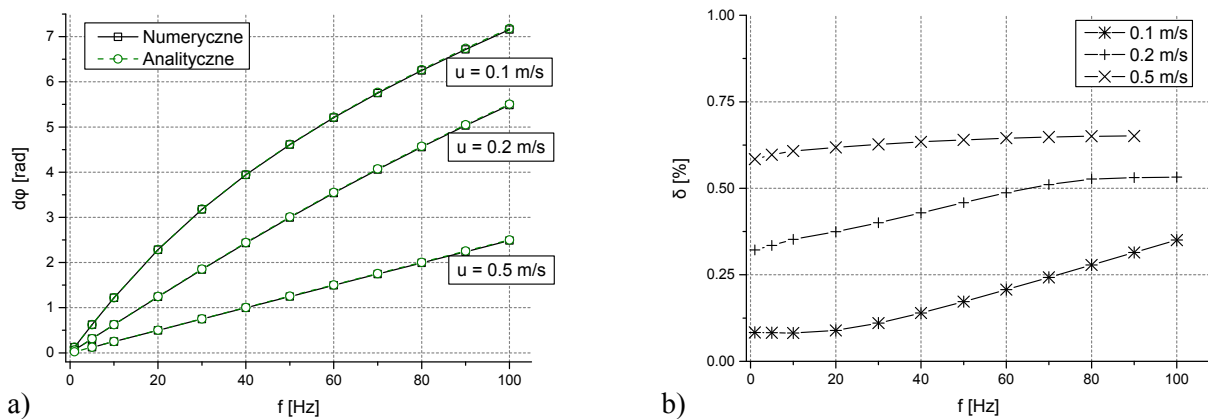 Numeryczne
Analityczne
7
6
5
4
3
2
1
0
dφ [rad]
u = 0.1 m/s
u = 0.2 m/s
u = 0.5 m/s
0 20 40 60 80 100
f [Hz]
a)
1.00
0.75
0.50
0.25
0.00
δ [%]
0.1 m/s
0.2 m/s
0.5 m/s
0 20 40 60 80 100
f [Hz]
b)